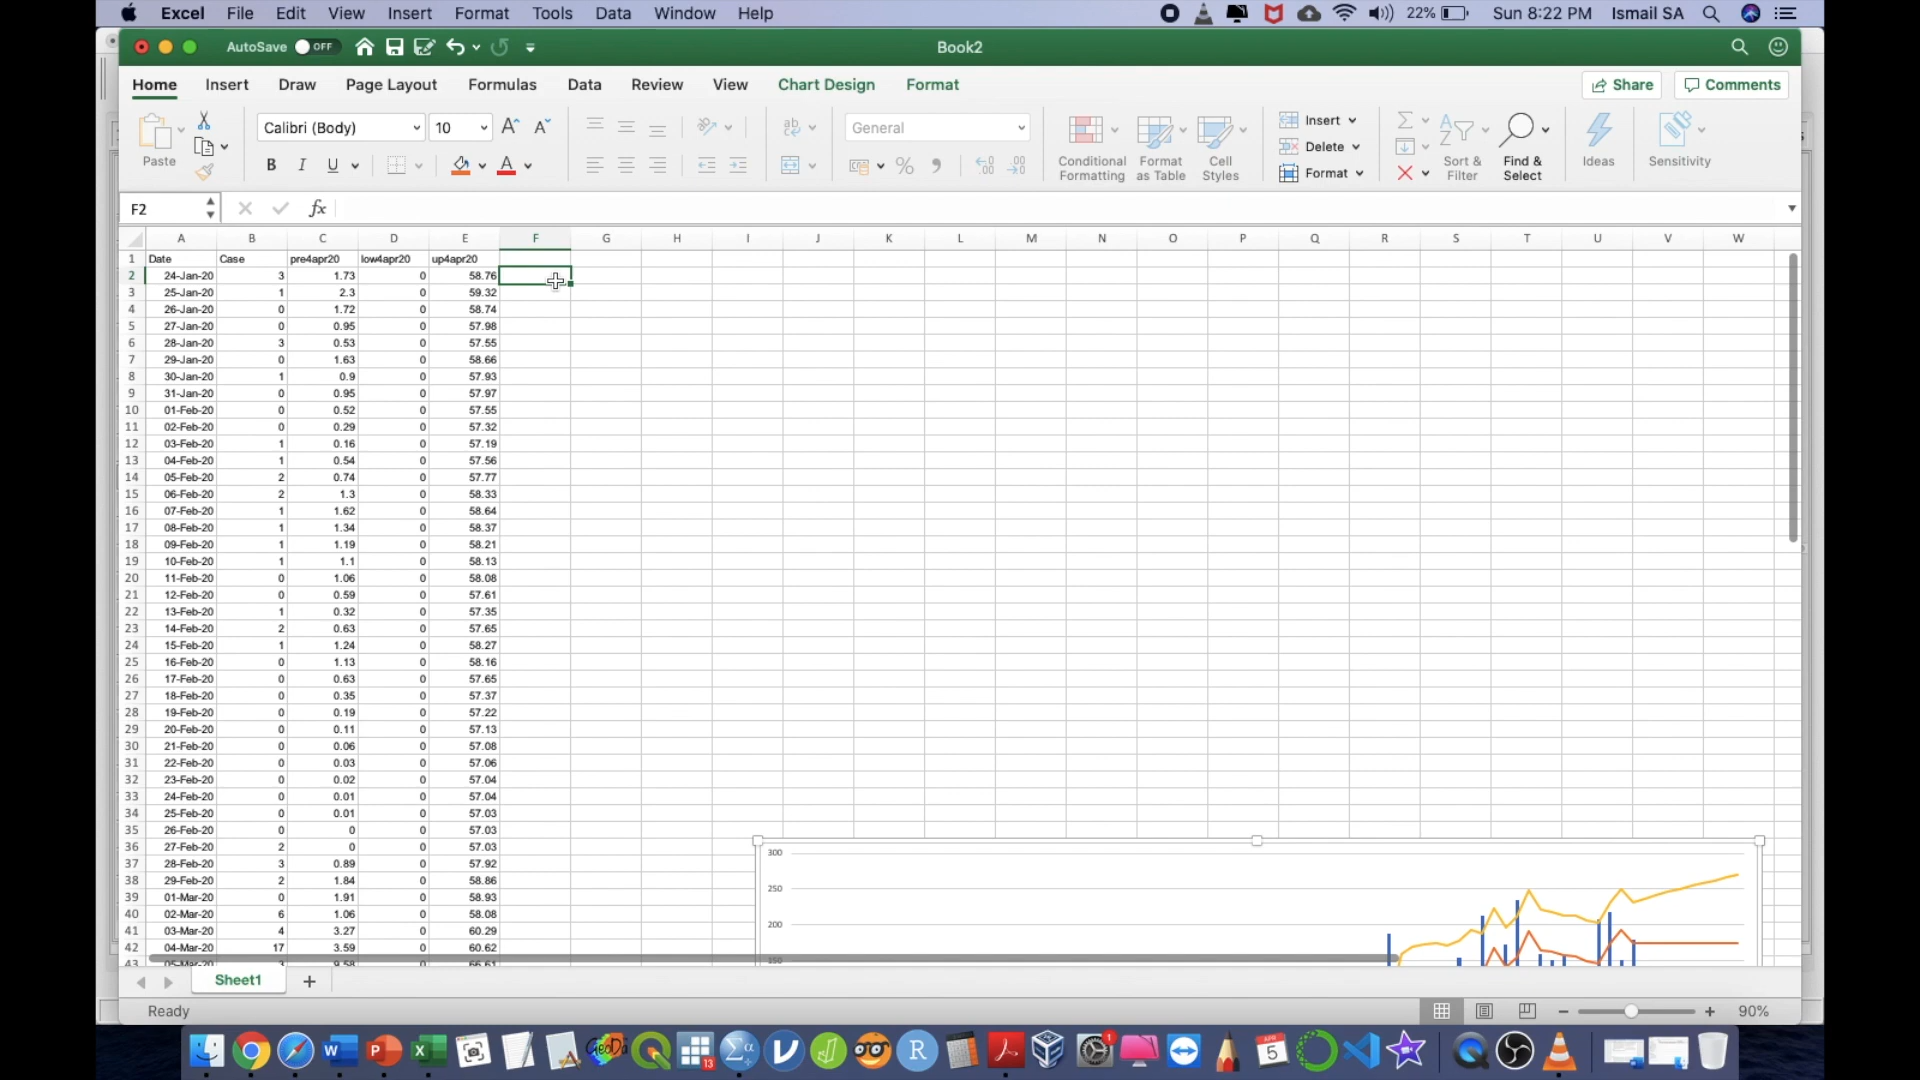 Excel File Edit View Insert Format Tools Data Window Help 22% Sun 8:22 PM Ismail SA
AutoSave OFF Book2
Home Insert Draw Page Layout Formulas Data Review View Chart Design Format Share Comments
Paste Calibri (Body) 10 General Conditional Formatting Format as Table Cell Styles Insert Delete Format Sort & Filter Find & Select Ideas Sensitivity
F2 fx
A B C D E F G H I J K L M N O P Q R S T U V W
1 Date Case pre4apr20 low4apr20 up4apr20
2 24-Jan-20 3 1.73 0 58.76
3 25-Jan-20 1 2.3 0 59.32
4 26-Jan-20 0 1.72 0 58.74
5 27-Jan-20 0 0.95 0 57.98
6 28-Jan-20 3 0.53 0 57.55
7 29-Jan-20 0 1.63 0 58.66
8 30-Jan-20 1 0.9 0 57.93
9 31-Jan-20 0 0.95 0 57.97
10 01-Feb-20 0 0.52 0 57.55
11 02-Feb-20 0 0.29 0 57.32
12 03-Feb-20 1 0.16 0 57.19
13 04-Feb-20 1 0.54 0 57.56
14 05-Feb-20 2 0.74 0 57.77
15 06-Feb-20 2 1.3 0 58.33
16 07-Feb-20 1 1.62 0 58.64
17 08-Feb-20 1 1.34 0 58.37
18 09-Feb-20 1 1.19 0 58.21
19 10-Feb-20 1 1.1 0 58.13
20 11-Feb-20 0 1.06 0 58.08
21 12-Feb-20 0 0.59 0 57.61
22 13-Feb-20 1 0.32 0 57.35
23 14-Feb-20 2 0.63 0 57.65
24 15-Feb-20 1 1.24 0 58.27
25 16-Feb-20 0 1.13 0 58.16
26 17-Feb-20 0 0.63 0 57.65
27 18-Feb-20 0 0.35 0 57.37
28 19-Feb-20 0 0.19 0 57.22
29 20-Feb-20 0 0.11 0 57.13
30 21-Feb-20 0 0.06 0 57.08
31 22-Feb-20 0 0.03 0 57.06
32 23-Feb-20 0 0.02 0 57.04
33 24-Feb-20 0 0.01 0 57.04
34 25-Feb-20 0 0.01 0 57.03
35 26-Feb-20 0 0 0 57.03
36 27-Feb-20 2 0 0 57.03
37 28-Feb-20 3 0.89 0 57.92
38 29-Feb-20 2 1.84 0 58.86
39 01-Mar-20 0 1.91 0 58.93
40 02-Mar-20 6 1.06 0 58.08
41 03-Mar-20 4 3.27 0 60.29
42 04-Mar-20 17 3.59 0 60.62
43 05-Mar-20 3 9.58 0 66.61
300
250
200
150
Sheet1
Ready 90%